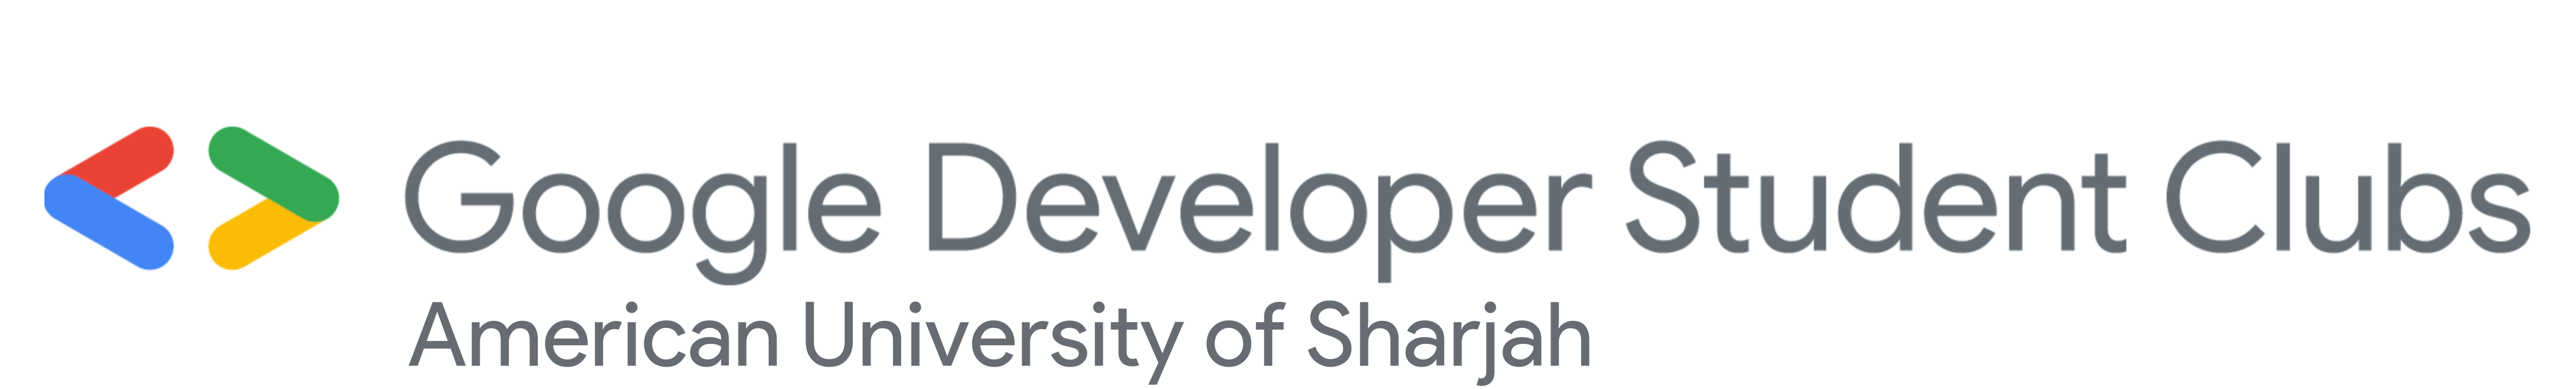 Google Developer Student Clubs
American University of Sharjah